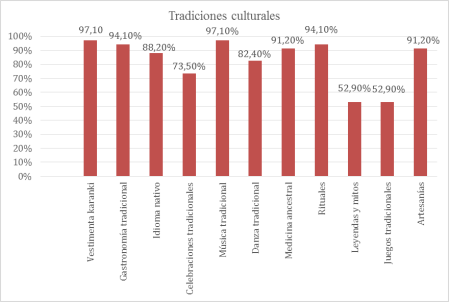 Tradiciones culturales
97,10
94,10%
88,20%
73,50%
97,10%
82,40%
91,20%
94,10%
52,90%
52,90%
91,20%
100%
90%
80%
70%
60%
50%
40%
30%
20%
10%
0%
Vestimenta karanki
Gastronomía tradicional
Idioma nativo
Celebraciones tradicionales
Música tradicional
Danza tradicional
Medicina ancestral
Rituales
Leyendas y mitos
Juegos tradicionales
Artesanías